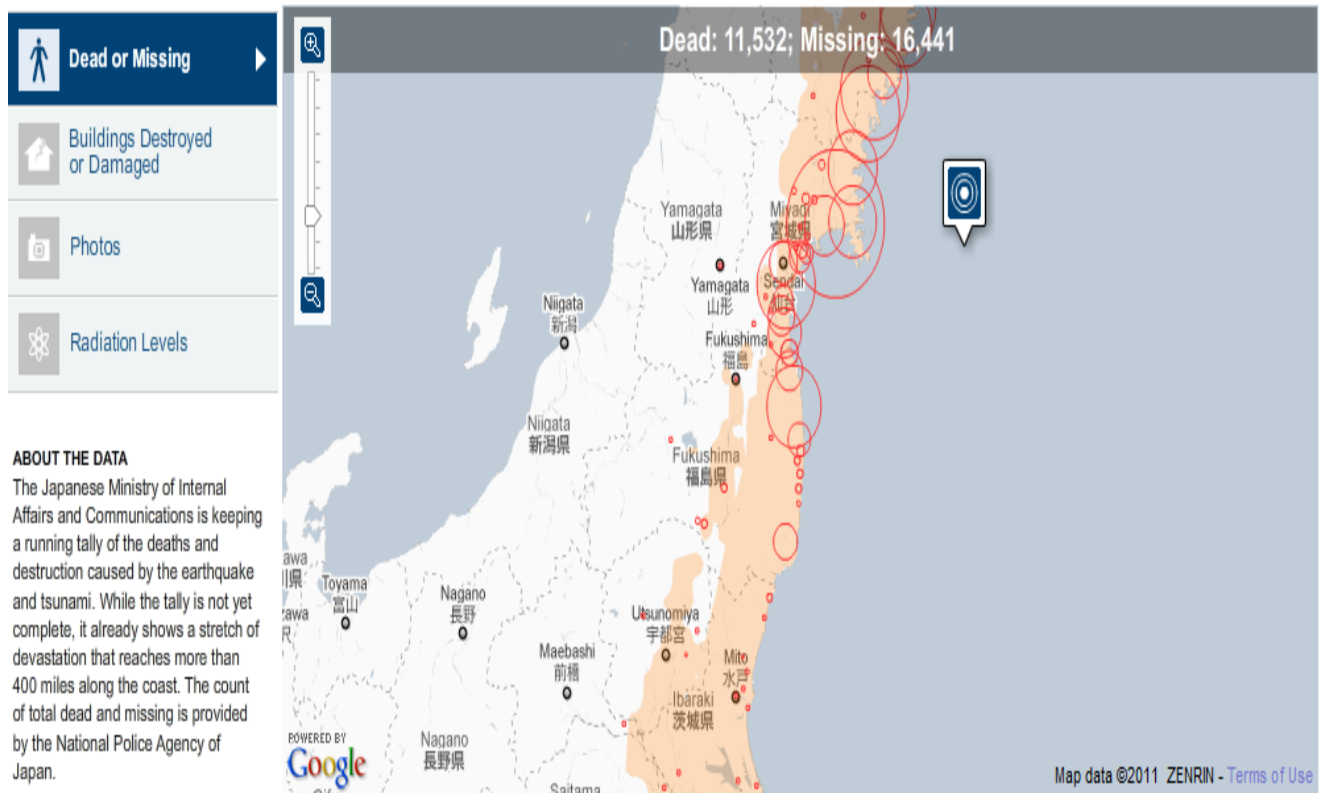 Dead or Missing
Buildings Destroyed
or Damaged
Photos
Radiation Levels
ABOUT THE DATA
The Japanese Ministry of Internal
Affairs and Communications is keeping
a running tally of the deaths and
destruction caused by the earthquake
and tsunami. While the tally is not yet
complete, it already shows a stretch of
devastation that reaches more than
400 miles along the coast. The count
of total dead and missing is provided
by the National Police Agency of
Japan.
Dead: 11,532; Missing: 16,441
Yamagata
山形県
Miyagi
宮城県
Yamagata
山形
Sendai
仙台
Niigata
新潟
Fukushima
福島
Niigata
新潟県
Fukushima
福島県
awa
川県
Toyama
富山
zawa
沢
Nagano
長野
Utsunomiya
宇都宮
Maebashi
前橋
Mito
水戸
Ibaraki
茨城県
Nagano
長野県
Saitama
POWERED BY
Google
Map data ©2011 ZENRIN - Terms of Use